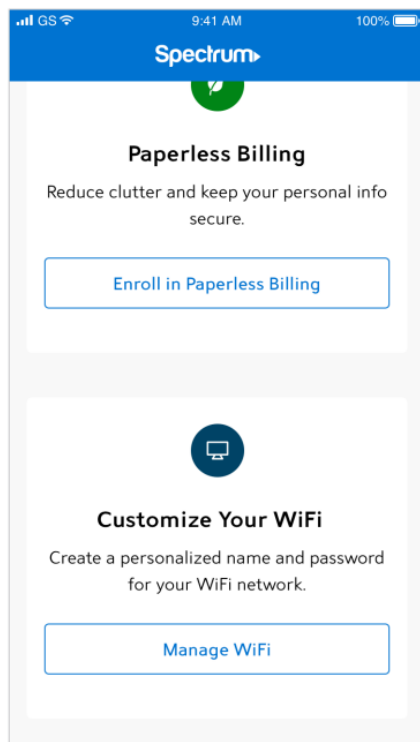 GS 9:41 AM 100%
Spectrum
Paperless Billing
Reduce clutter and keep your personal info
secure.
Enroll in Paperless Billing
Customize Your WiFi
Create a personalized name and password
for your WiFi network.
Manage WiFi